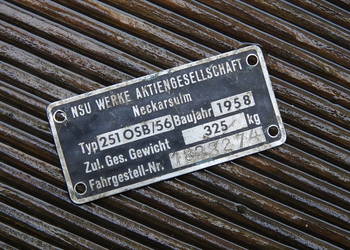 NSU WERKE AKTIENGESELLSCHAFT
Neckarsulm
Typ 251 OSB/56 Baujahr 1958
Zul. Ges. Gewicht 325 kg
Fahrgestell-Nr.